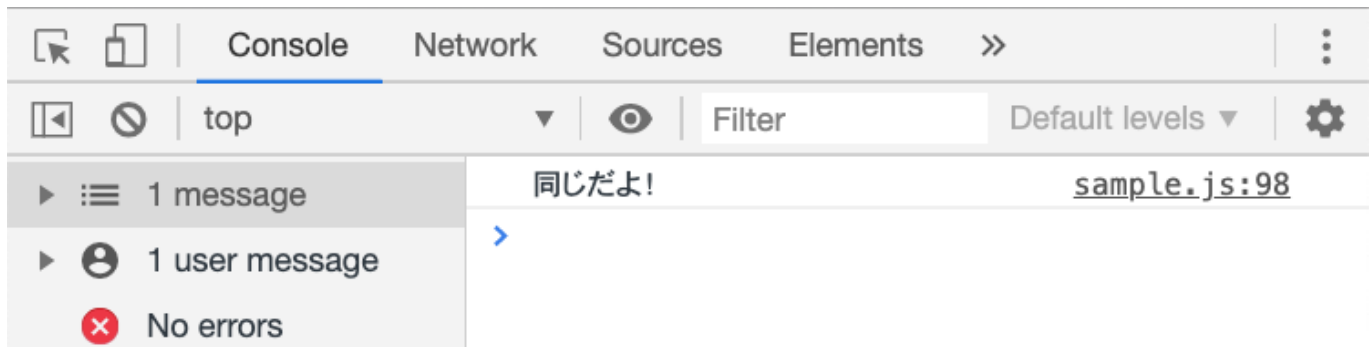 Console Network Sources Elements »
top ▼ Filter Default levels ▼
1 message
同じだよ! sample.js:98
>
1 user message
No errors